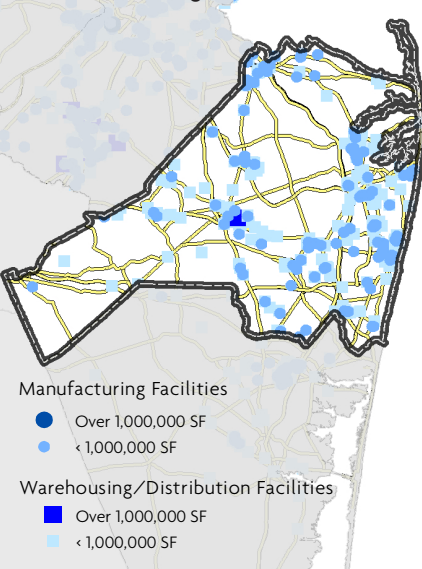 Manufacturing Facilities
Over 1,000,000 SF
< 1,000,000 SF
Warehousing/Distribution Facilities
Over 1,000,000 SF
< 1,000,000 SF